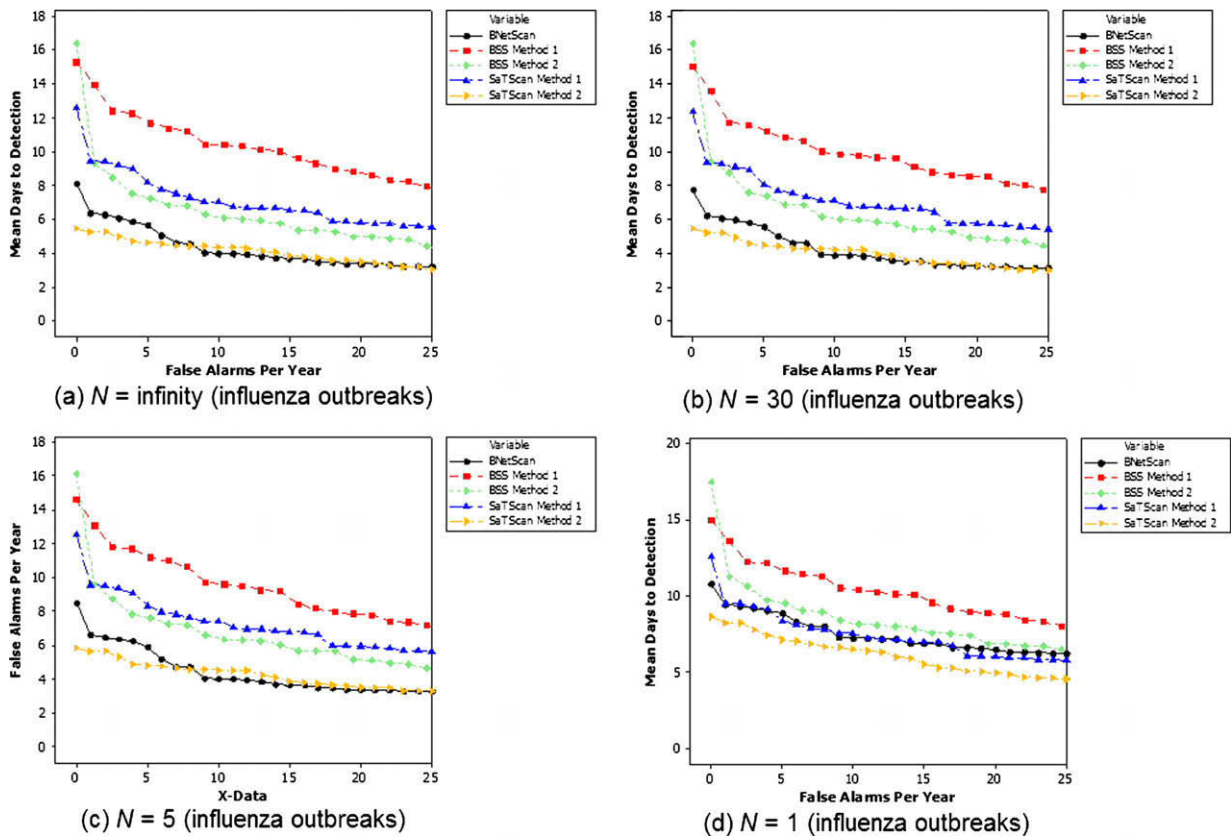 18
16
14
12
10
8
6
4
2
0
Mean Days to Detection
0 5 10 15 20 25
False Alarms Per Year
Variable
BNetScan
BSS Method 1
BSS Method 2
SaTScan Method 1
SaTScan Method 2
(a) N = infinity (influenza outbreaks)
18
16
14
12
10
8
6
4
2
0
Mean Days to Detection
0 5 10 15 20 25
False Alarms Per Year
Variable
BNetScan
BSS Method 1
BSS Method 2
SaTScan Method 1
SaTScan Method 2
(b) N = 30 (influenza outbreaks)
18
16
14
12
10
8
6
4
2
0
False Alarms Per Year
0 5 10 15 20 25
X-Data
Variable
BNetScan
BSS Method 1
BSS Method 2
SaTScan Method 1
SaTScan Method 2
(c) N = 5 (influenza outbreaks)
20
15
10
5
0
Mean Days to Detection
0 5 10 15 20 25
False Alarms Per Year
Variable
BNetScan
BSS Method 1
BSS Method 2
SaTScan Method 1
SaTScan Method 2
(d) N = 1 (influenza outbreaks)